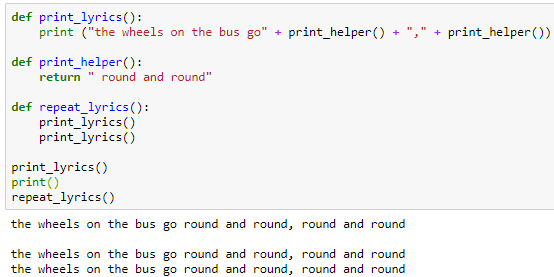 def print_lyrics():
    print ("the wheels on the bus go" + print_helper() + "," + print_helper())

def print_helper():
    return " round and round"

def repeat_lyrics():
    print_lyrics()
    print_lyrics()

print_lyrics()
print()
repeat_lyrics()
the wheels on the bus go round and round, round and round

the wheels on the bus go round and round, round and round
the wheels on the bus go round and round, round and round